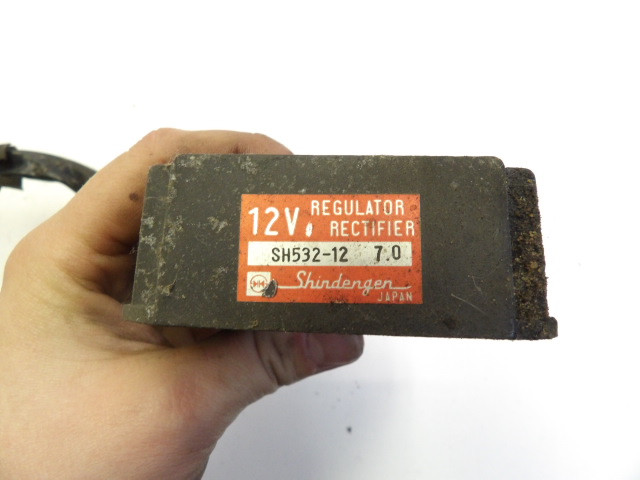 12V. REGULATOR
RECTIFIER
SH532-12 7.0
Shindengen
JAPAN